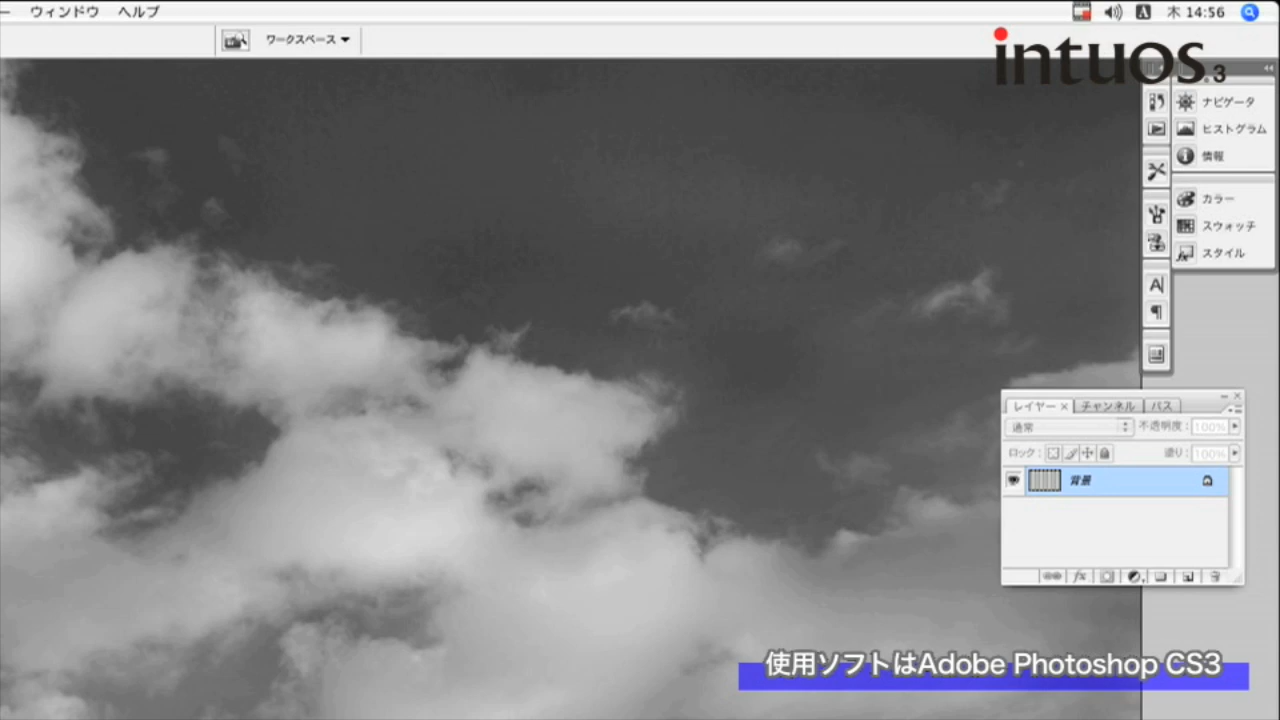 ー ウィンドウ ヘルプ
A 木 14:56
ワークスペース
intuos.3
ナビゲータ
ヒストグラム
情報
カラー
スウォッチ
スタイル
レイヤー × チャンネル パス
通常 不透明度: 100%
ロック: 塗り: 100%
背景
使用ソフトはAdobe Photoshop CS3